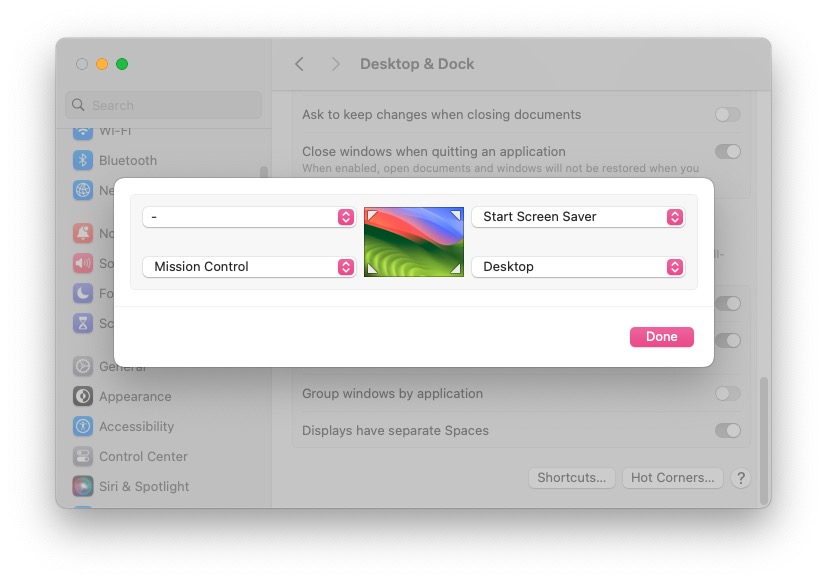 Desktop & Dock
Search
Wi-Fi
Bluetooth
Ne
No
So
Fo
Sc
General
Appearance
Accessibility
Control Center
Siri & Spotlight
Ask to keep changes when closing documents
Close windows when quitting an application
When enabled, open documents and windows will not be restored when you
-
Start Screen Saver
Mission Control
Desktop
Done
Group windows by application
Displays have separate Spaces
Shortcuts...
Hot Corners...
?